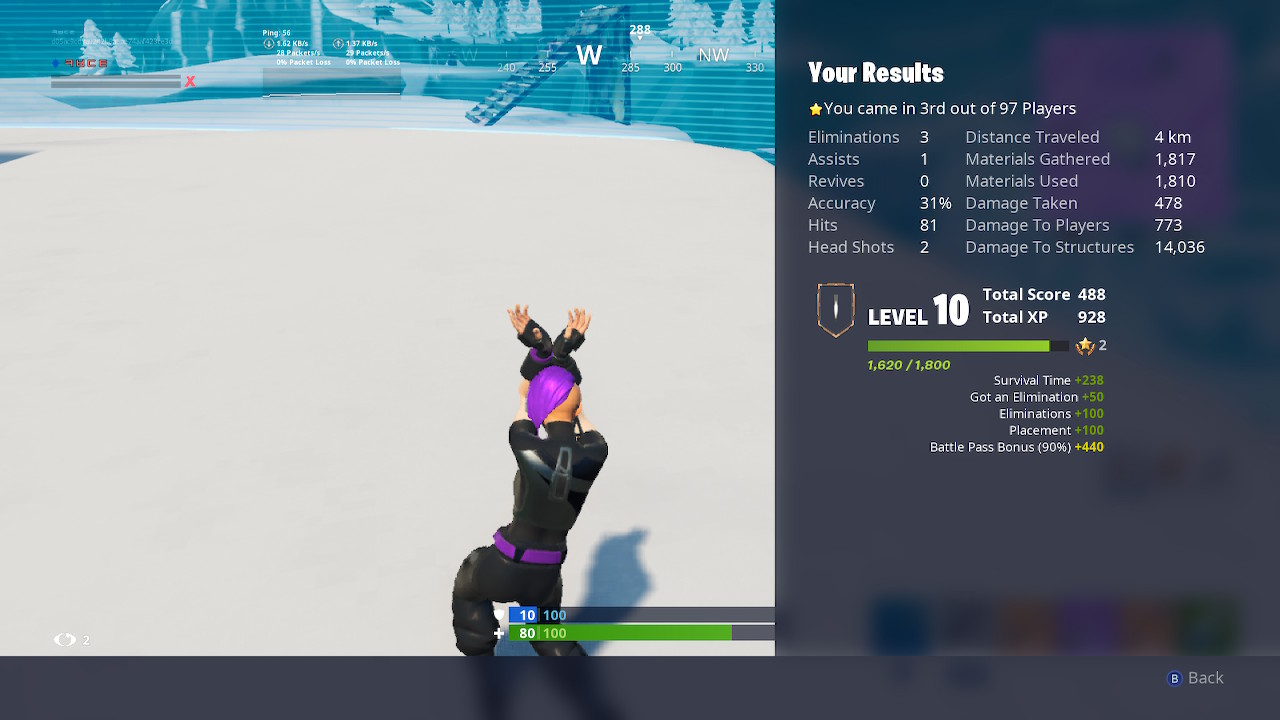 Ping: 56
1.62 KB/s 1.37 KB/s
28 Packets/s 29 Packets/s
0% Packet Loss 0% Packet Loss
288
SW W NW
240 255 285 300 330
10 100
80 100
2
Your Results
You came in 3rd out of 97 Players
Eliminations 3 Distance Traveled 4 km
Assists 1 Materials Gathered 1,817
Revives 0 Materials Used 1,810
Accuracy 31% Damage Taken 478
Hits 81 Damage To Players 773
Head Shots 2 Damage To Structures 14,036
LEVEL 10
Total Score 488
Total XP 928
2
1,620 / 1,800
Survival Time +238
Got an Elimination +50
Eliminations +100
Placement +100
Battle Pass Bonus (90%) +440
B Back